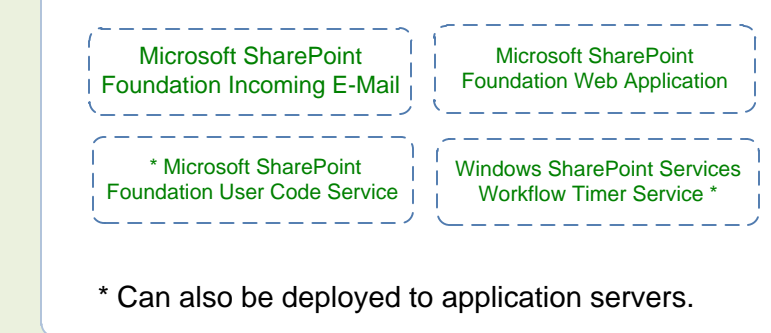 Microsoft SharePoint
Foundation Incoming E-Mail
Microsoft SharePoint
Foundation Web Application
* Microsoft SharePoint
Foundation User Code Service
Windows SharePoint Services
Workflow Timer Service *
* Can also be deployed to application servers.